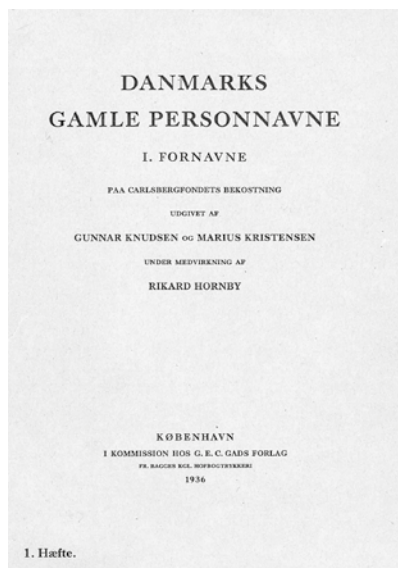 DANMARKS
GAMLE PERSONNAVNE
I. FORNAVNE
PAA CARLSBERGFONDETS BEKOSTNING
UDGIVET AF
GUNNAR KNUDSEN OG MARIUS KRISTENSEN
UNDER MEDVIRKNING AF
RIKARD HORNBY
KØBENHAVN
I KOMMISSION HOS G. E. C. GADS FORLAG
FR. BAGGES KGL. HOFBOGTRYKKERI
1936
1. Hæfte.